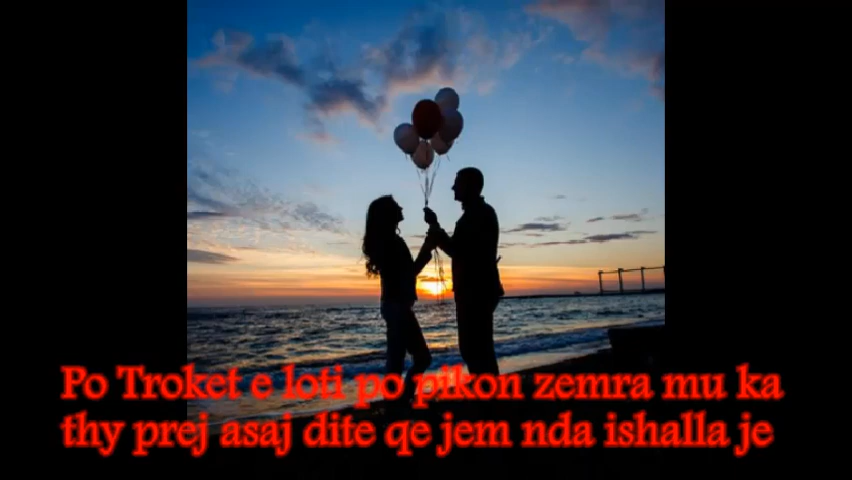 Po Troket e loti po pikon zemra mu ka
thy prej asaj dite qe jem nda ishalla je